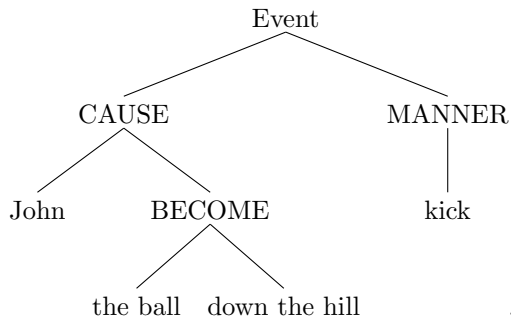 Event
CAUSE MANNER
John BECOME kick
the ball down the hill